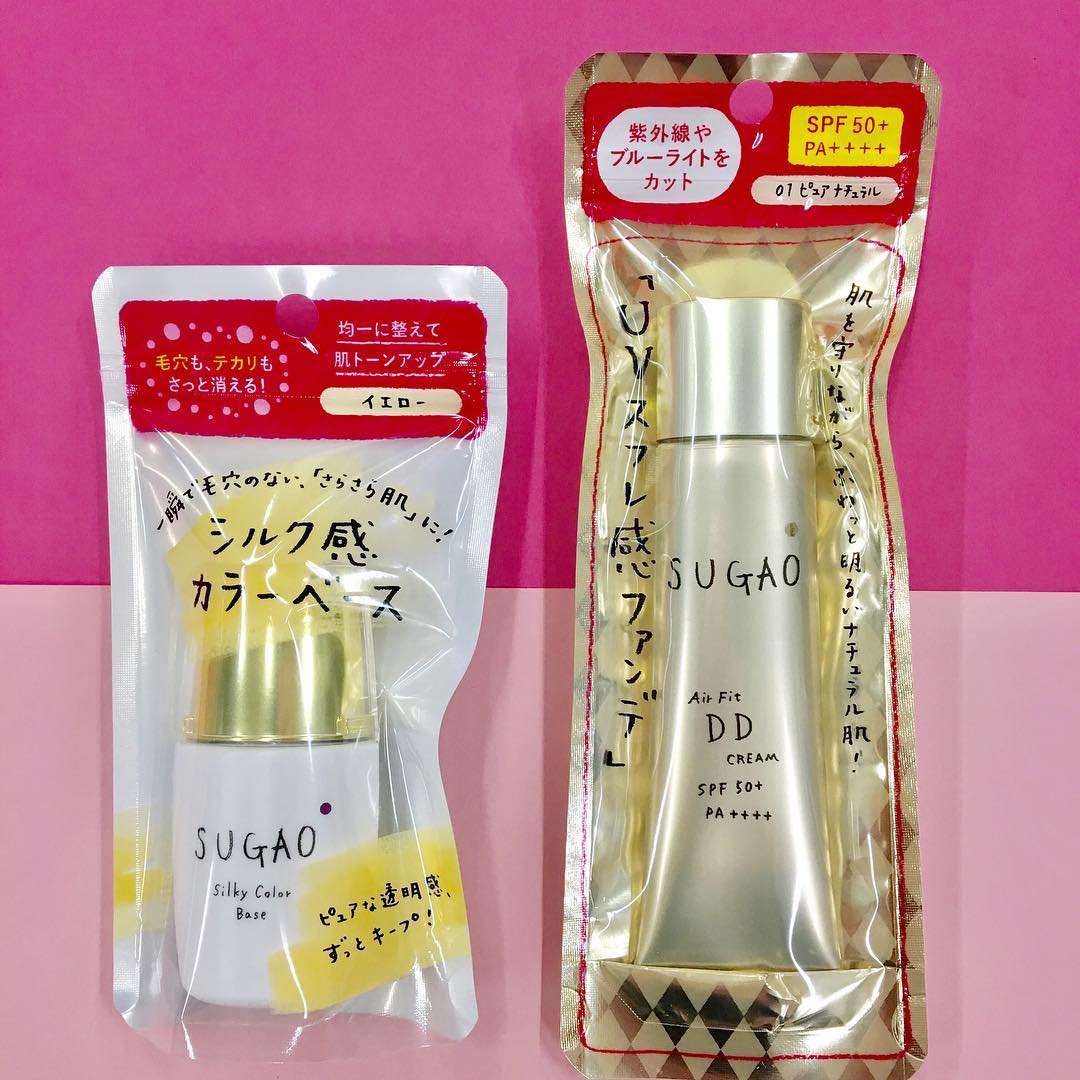 毛穴も、テカリも
さっと消える!
均一に整えて
肌トーンアップ
イエロー
一瞬で毛穴のない、「さらさら肌」に!
シルク感
カラーベース
SUGAO
Silky Color
Base
ピュアな透明感、
ずっとキープ!
紫外線や
ブルーライトを
カット
SPF 50+
PA++++
01 ピュアナチュラル
「UVスフレ感ファンデ」
肌を守りながら、ふわっと明るいナチュラル肌!
SUGAO
Air Fit
DD
CREAM
SPF 50+
PA++++